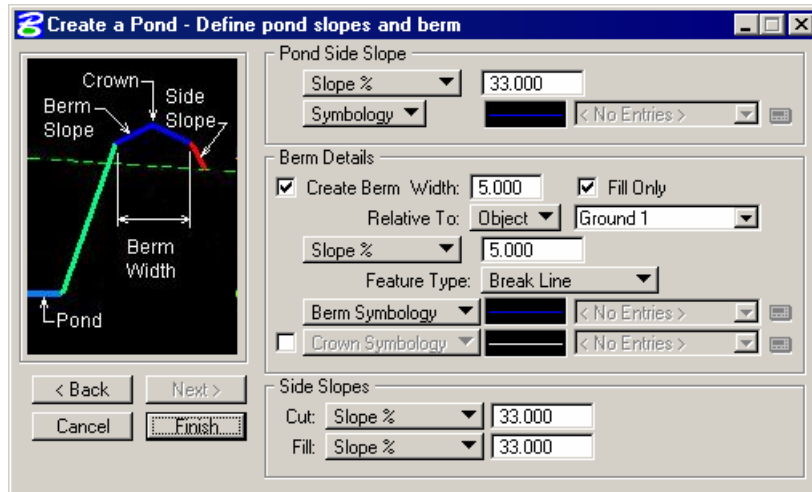 Create a Pond - Define pond slopes and berm
Crown
Berm Slope
Side Slope
Berm Width
Pond
< Back Next >
Cancel Finish
Pond Side Slope
Slope % 33.000
Symbology < No Entries >
Berm Details
Create Berm Width: 5.000 Fill Only
Relative To: Object Ground 1
Slope % 5.000
Feature Type: Break Line
Berm Symbology < No Entries >
Crown Symbology < No Entries >
Side Slopes
Cut: Slope % 33.000
Fill: Slope % 33.000